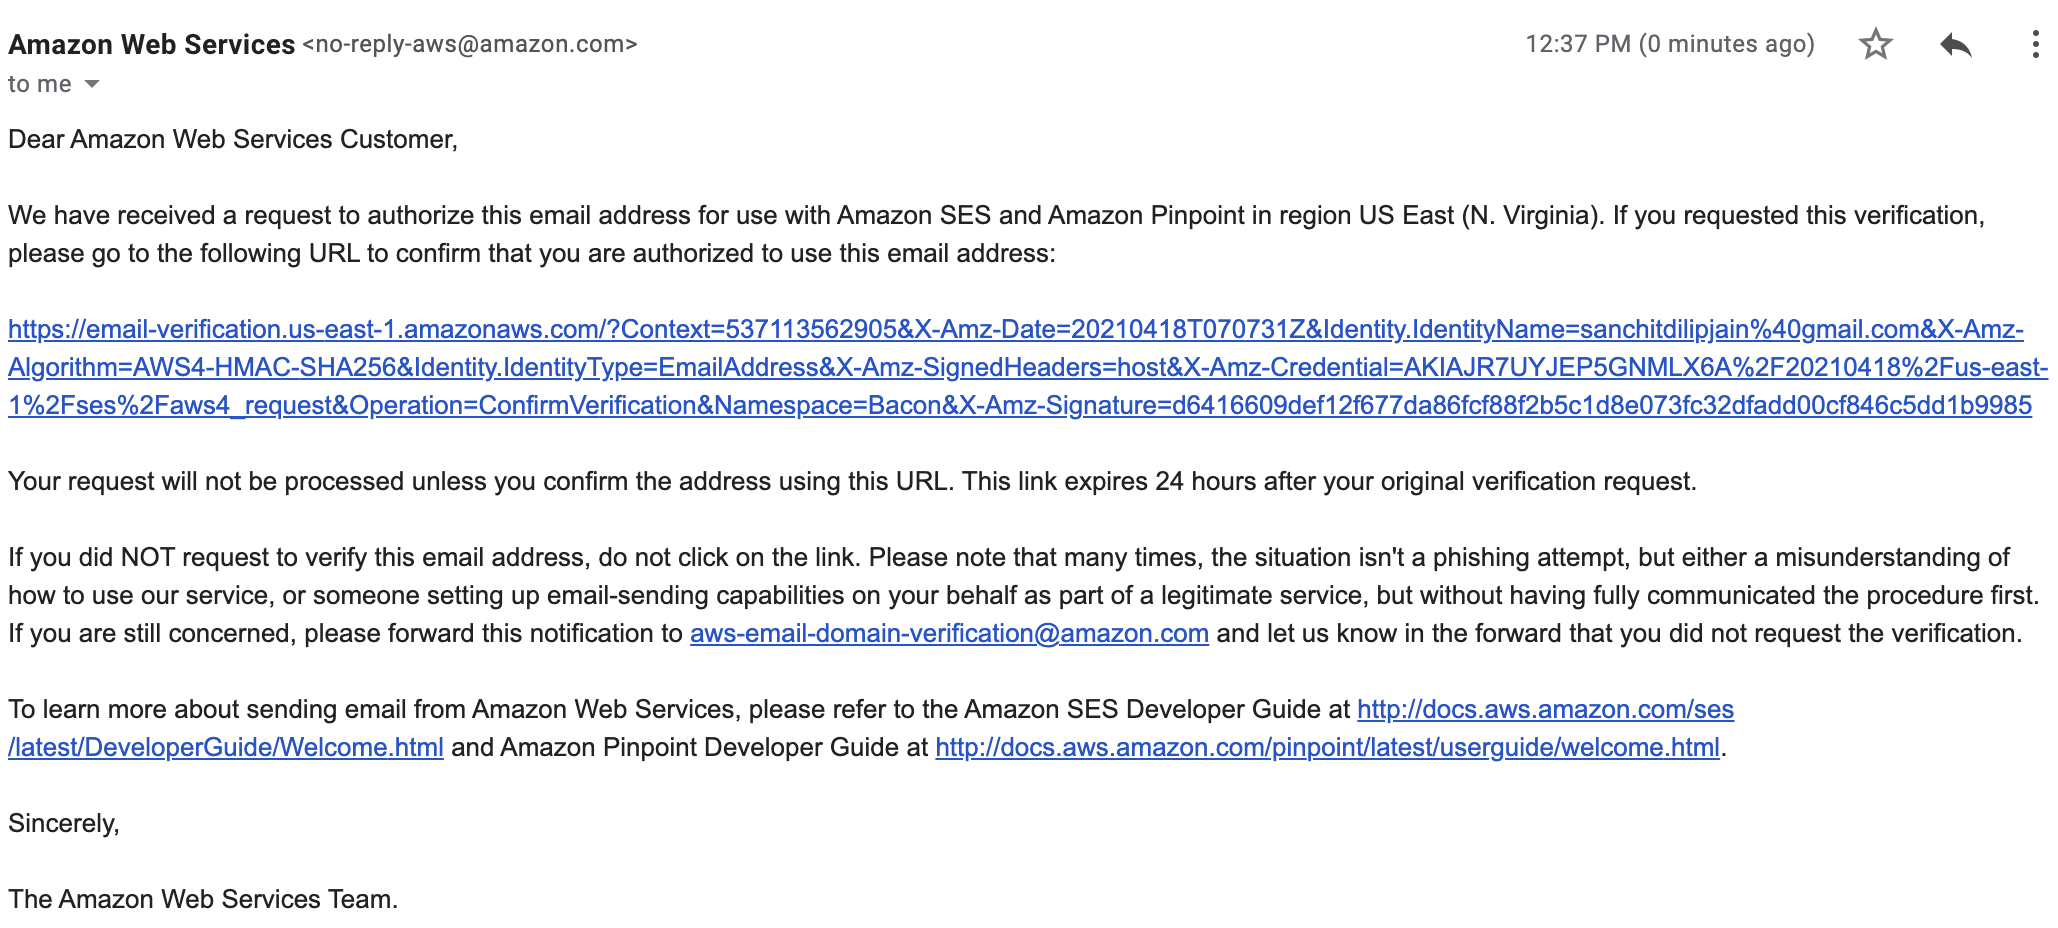 Amazon Web Services <no-reply-aws@amazon.com> 12:37 PM (0 minutes ago)
to me
Dear Amazon Web Services Customer,
We have received a request to authorize this email address for use with Amazon SES and Amazon Pinpoint in region US East (N. Virginia). If you requested this verification,
please go to the following URL to confirm that you are authorized to use this email address:
https://email-verification.us-east-1.amazonaws.com/?Context=537113562905&X-Amz-Date=20210418T070731Z&Identity.IdentityName=sanchitdilipjain%40gmail.com&X-Amz-
Algorithm=AWS4-HMAC-SHA256&Identity.IdentityType=EmailAddress&X-Amz-SignedHeaders=host&X-Amz-Credential=AKIAJR7UYJEP5GNMLX6A%2F20210418%2Fus-east-
1%2Fses%2Faws4_request&Operation=ConfirmVerification&Namespace=Bacon&X-Amz-Signature=d6416609def12f677da86fcf88f2b5c1d8e073fc32dfadd00cf846c5dd1b9985
Your request will not be processed unless you confirm the address using this URL. This link expires 24 hours after your original verification request.
If you did NOT request to verify this email address, do not click on the link. Please note that many times, the situation isn't a phishing attempt, but either a misunderstanding of
how to use our service, or someone setting up email-sending capabilities on your behalf as part of a legitimate service, but without having fully communicated the procedure first.
If you are still concerned, please forward this notification to aws-email-domain-verification@amazon.com and let us know in the forward that you did not request the verification.
To learn more about sending email from Amazon Web Services, please refer to the Amazon SES Developer Guide at http://docs.aws.amazon.com/ses
/latest/DeveloperGuide/Welcome.html and Amazon Pinpoint Developer Guide at http://docs.aws.amazon.com/pinpoint/latest/userguide/welcome.html.
Sincerely,
The Amazon Web Services Team.